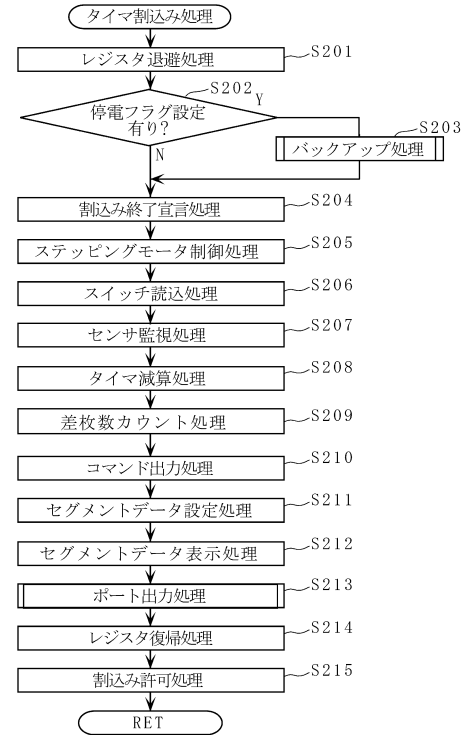 タイマ割込み処理
レジスタ退避処理
S201
停電フラグ設定
有り?
S202
Y
N
バックアップ処理
S203
割込み終了宣言処理
S204
ステッピングモータ制御処理
S205
スイッチ読込処理
S206
センサ監視処理
S207
タイマ減算処理
S208
差枚数カウント処理
S209
コマンド出力処理
S210
セグメントデータ設定処理
S211
セグメントデータ表示処理
S212
ポート出力処理
S213
レジスタ復帰処理
S214
割込み許可処理
S215
RET